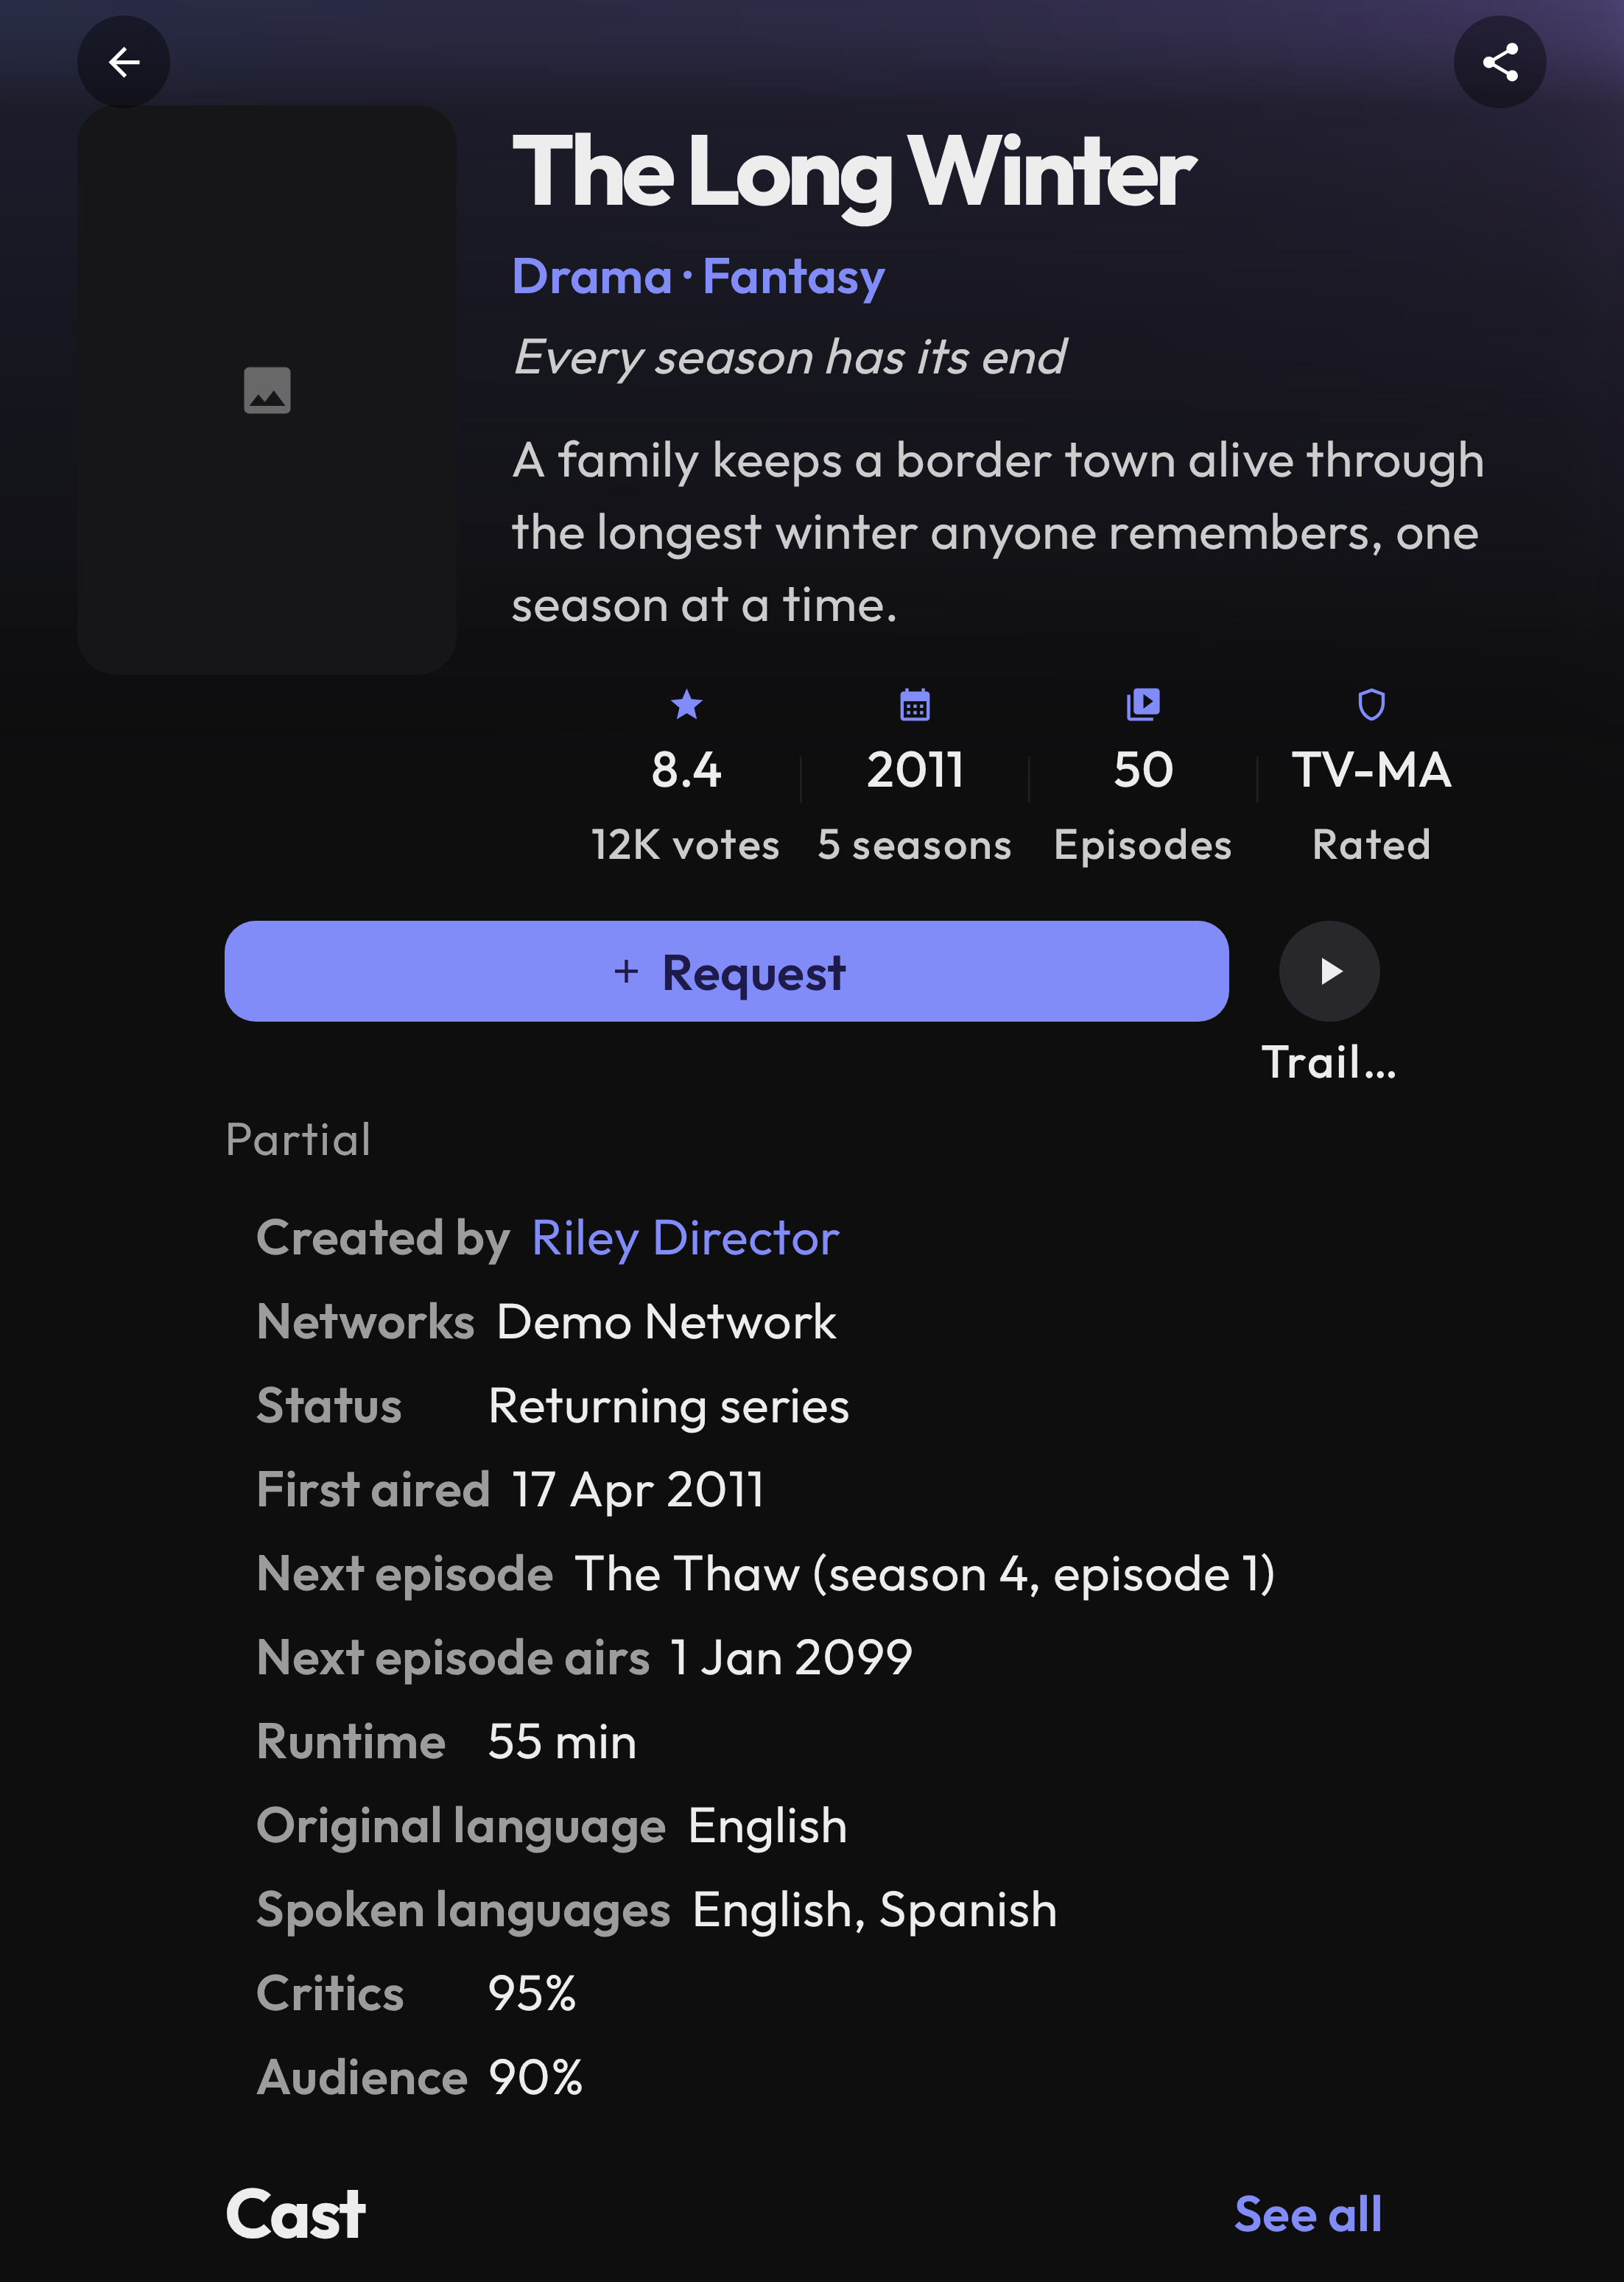 The Long Winter
Drama · Fantasy
Every season has its end
A family keeps a border town alive through
the longest winter anyone remembers, one
season at a time.
8.4 2011 50 TV-MA
12K votes 5 seasons Episodes Rated
+ Request
Trail...
Partial
Created by Riley Director
Networks Demo Network
Status Returning series
First aired 17 Apr 2011
Next episode The Thaw (season 4, episode 1)
Next episode airs 1 Jan 2099
Runtime 55 min
Original language English
Spoken languages English, Spanish
Critics 95%
Audience 90%
Cast See all